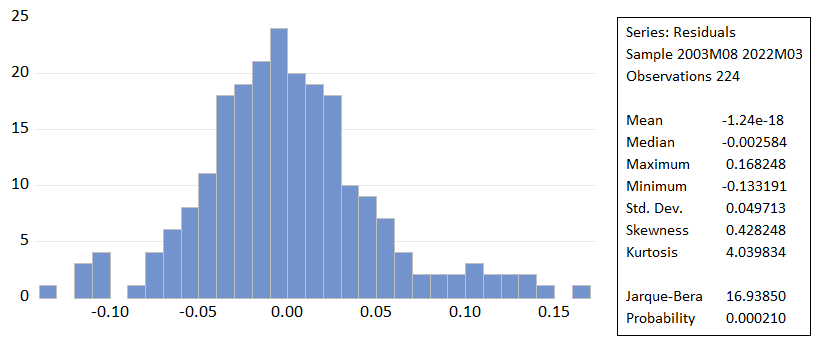 25
20
15
10
5
0
-0.10 -0.05 0.00 0.05 0.10 0.15
Series: Residuals
Sample 2003M08 2022M03
Observations 224
Mean -1.24e-18
Median -0.002584
Maximum 0.168248
Minimum -0.133191
Std. Dev. 0.049713
Skewness 0.428248
Kurtosis 4.039834
Jarque-Bera 16.93850
Probability 0.000210